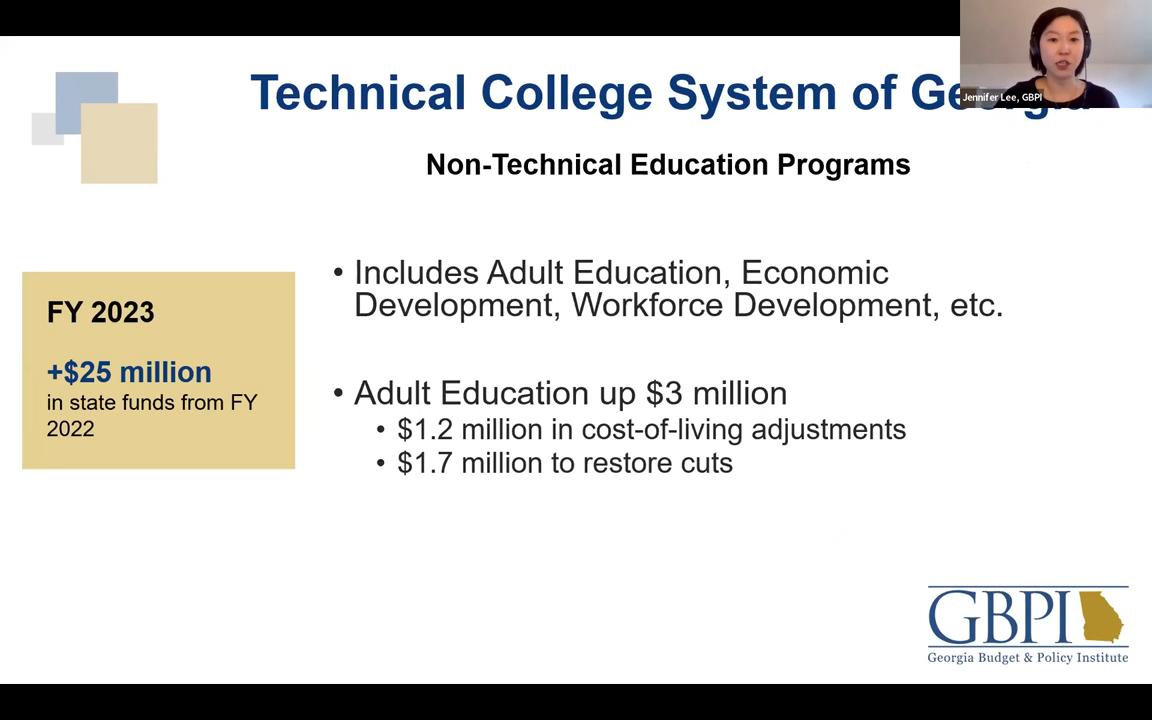 Technical College System of Ge
Jennifer Lee, GBPI
Non-Technical Education Programs
• Includes Adult Education, Economic
Development, Workforce Development, etc.
FY 2023
+$25 million
in state funds from FY
2022
• Adult Education up $3 million
• $1.2 million in cost-of-living adjustments
• $1.7 million to restore cuts
GBPI
Georgia Budget & Policy Institute